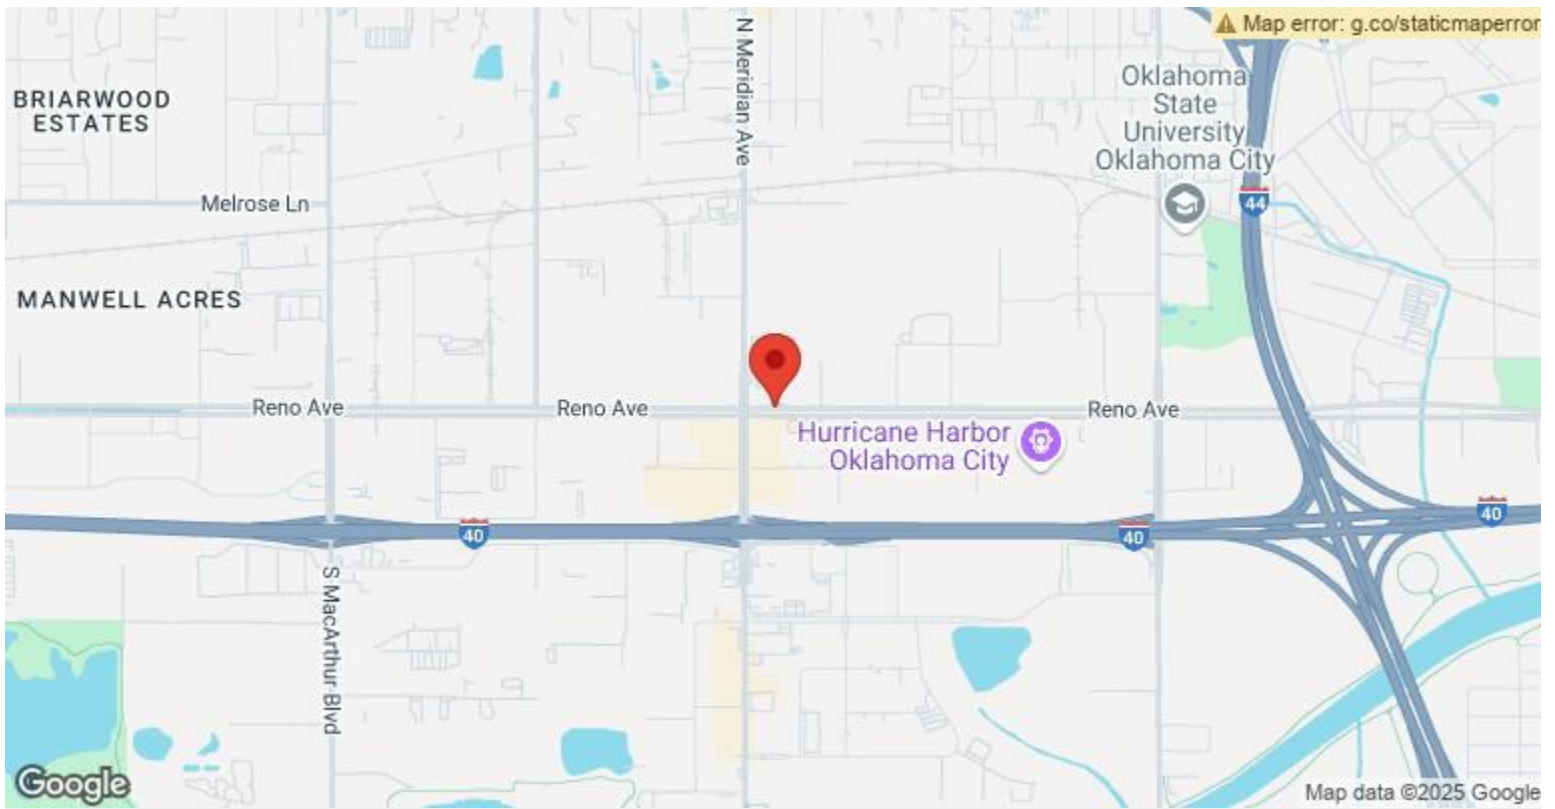 Map error: g.co/staticmaperror
N Meridian Ave
Oklahoma
State
University
Oklahoma City
BRIARWOOD
ESTATES
Melrose Ln
44
MANWELL ACRES
Reno Ave
Reno Ave
Reno Ave
Hurricane Harbor
Oklahoma City
40
40
40
S MacArthur Blvd
Google
Map data ©2025 Google